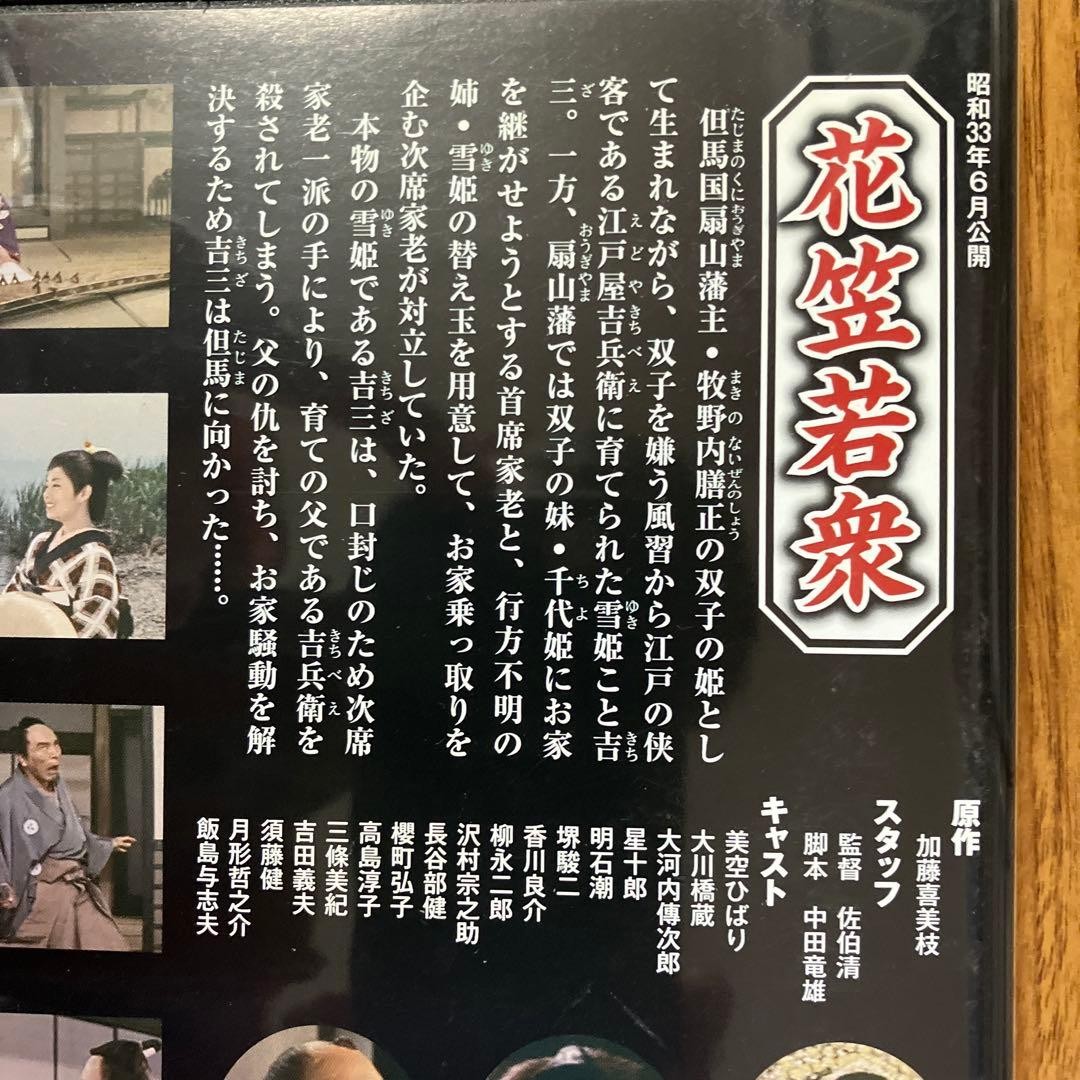 昭和33年6月公開
花笠若衆
但馬国扇山藩主・牧野内膳正の双子の姫とし
て生まれながら、双子を嫌う風習から江戸の侠
客である江戸屋吉兵衛に育てられた雪姫こと吉
三。一方、扇山藩では双子の妹・千代姫にお家
を継がせようとする首席家老と、行方不明の
姉・雪姫の替え玉を用意して、お家乗っ取りを
企む次席家老が対立していた。
本物の雪姫である吉三は、口封じのため次席
家老一派の手により、育ての父である吉兵衛を
殺されてしまう。父の仇を討ち、お家騒動を解
決するため吉三は但馬に向かった……。
原作
加藤喜美枝
スタッフ
監督 佐伯清
脚本 中田竜雄
キャスト
美空ひばり
大川橋蔵
大河内傳次郎
星十郎
明石潮
堺駿二
香川良介
柳永二郎
沢村宗之助
長谷部健
櫻町弘子
高島淳子
三條美紀
吉田義夫
須藤健
月形哲之介
飯島与志夫